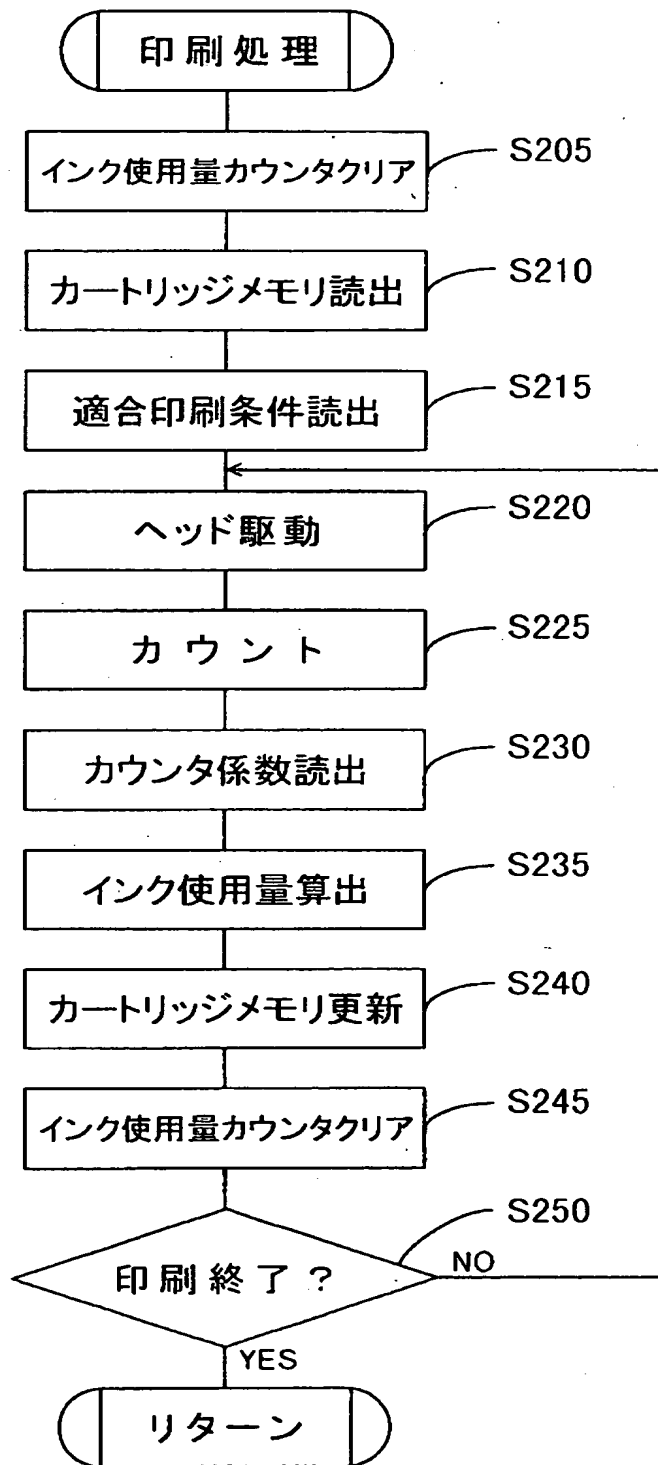 印刷処理
インク使用量カウンタクリア
S205
カートリッジメモリ読出
S210
適合印刷条件読出
S215
ヘッド駆動
S220
カウント
S225
カウンタ係数読出
S230
インク使用量算出
S235
カートリッジメモリ更新
S240
インク使用量カウンタクリア
S245
印刷終了?
S250
NO
YES
リターン